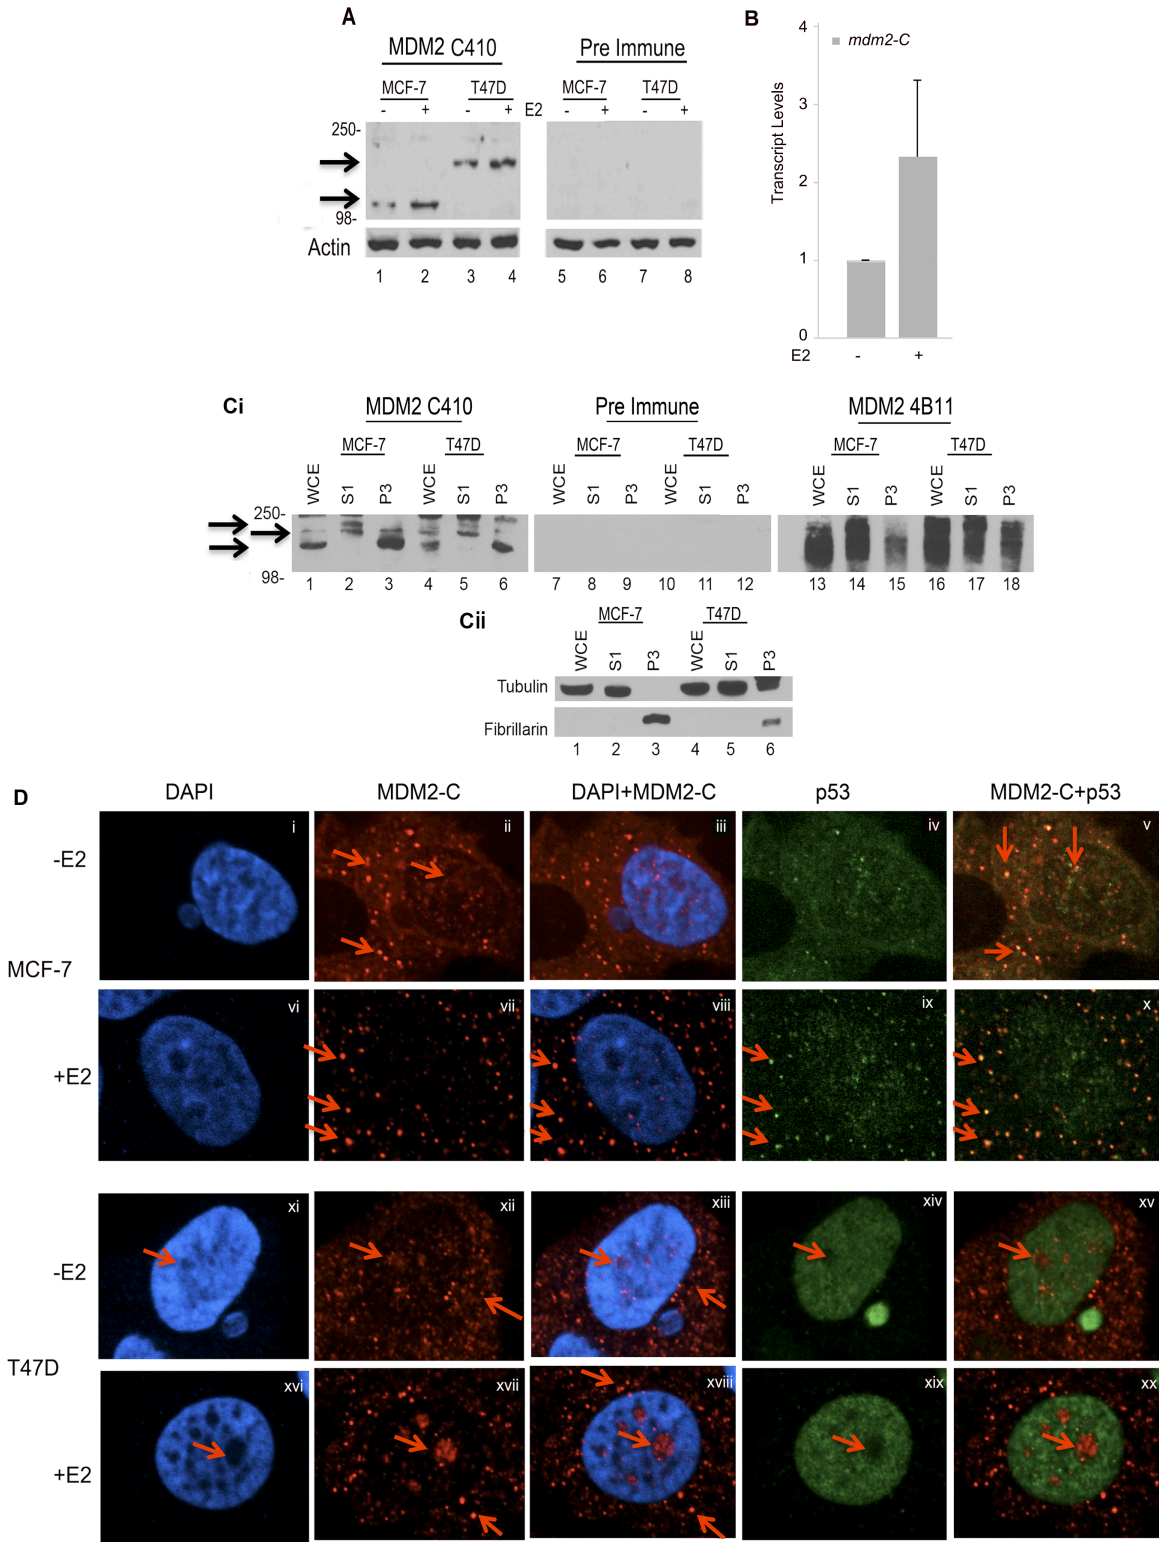 A
MDM2 C410
Pre Immune
MCF-7 T47D MCF-7 T47D
- + - + E2 - + - +
250-
98-
Actin
1 2 3 4 5 6 7 8
B
mdm2-C
Transcript Levels
4
3
2
1
0
E2 - +
Ci
MDM2 C410
Pre Immune
MDM2 4B11
MCF-7 T47D MCF-7 T47D MCF-7 T47D
WCE S1 P3 WCE S1 P3 WCE S1 P3 WCE S1 P3 WCE S1 P3 WCE S1 P3
250-
98-
1 2 3 4 5 6 7 8 9 10 11 12 13 14 15 16 17 18
Cii
MCF-7 T47D
WCE S1 P3 WCE S1 P3
Tubulin
Fibrillarin
1 2 3 4 5 6
D
DAPI MDM2-C DAPI+MDM2-C p53 MDM2-C+p53
-E2
i ii iii iv v
MCF-7
+E2
vi vii viii ix x
-E2
xi xii xiii xiv xv
T47D
+E2
xvi xvii xviii xix xx